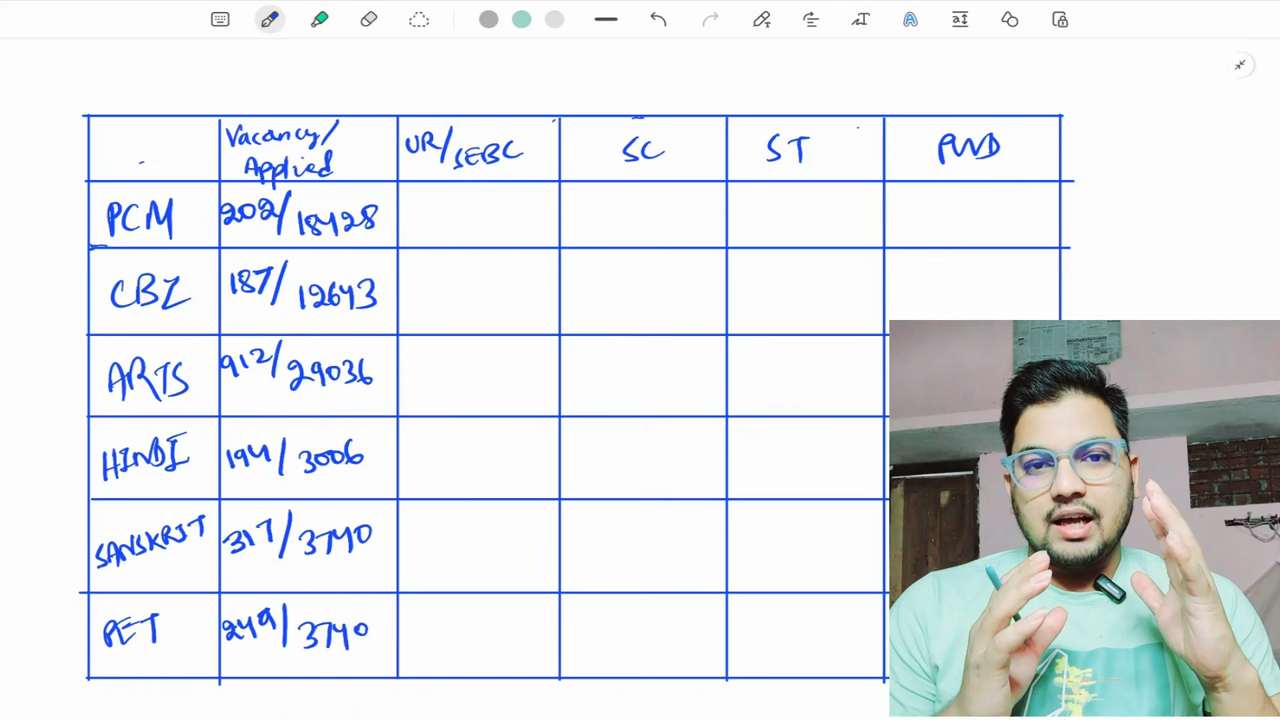 Vacancy/
Applied
UR/SEBC
SC
ST
PWD
PCM
202/18428
CBZ
187/12643
ARTS
912/29036
HINDI
194/3006
SANSKRIT
317/3740
PET
249/3740